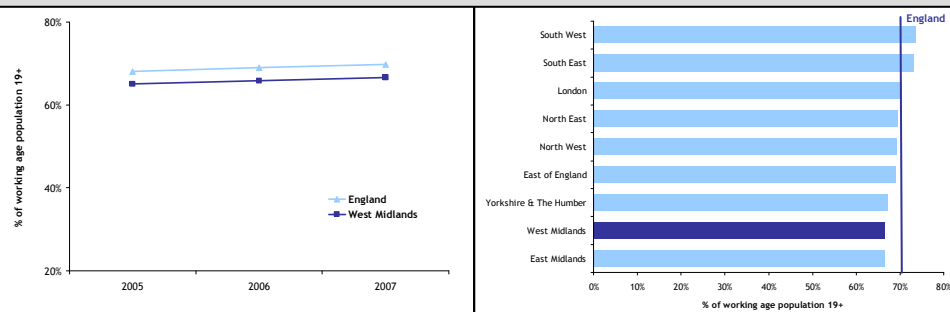 80%
60%
40%
20%
% of working age population 19+
2005
2006
2007
England
West Midlands
England
South West
South East
London
North East
North West
East of England
Yorkshire & The Humber
West Midlands
East Midlands
0%
10%
20%
30%
40%
50%
60%
70%
80%
% of working age population 19+